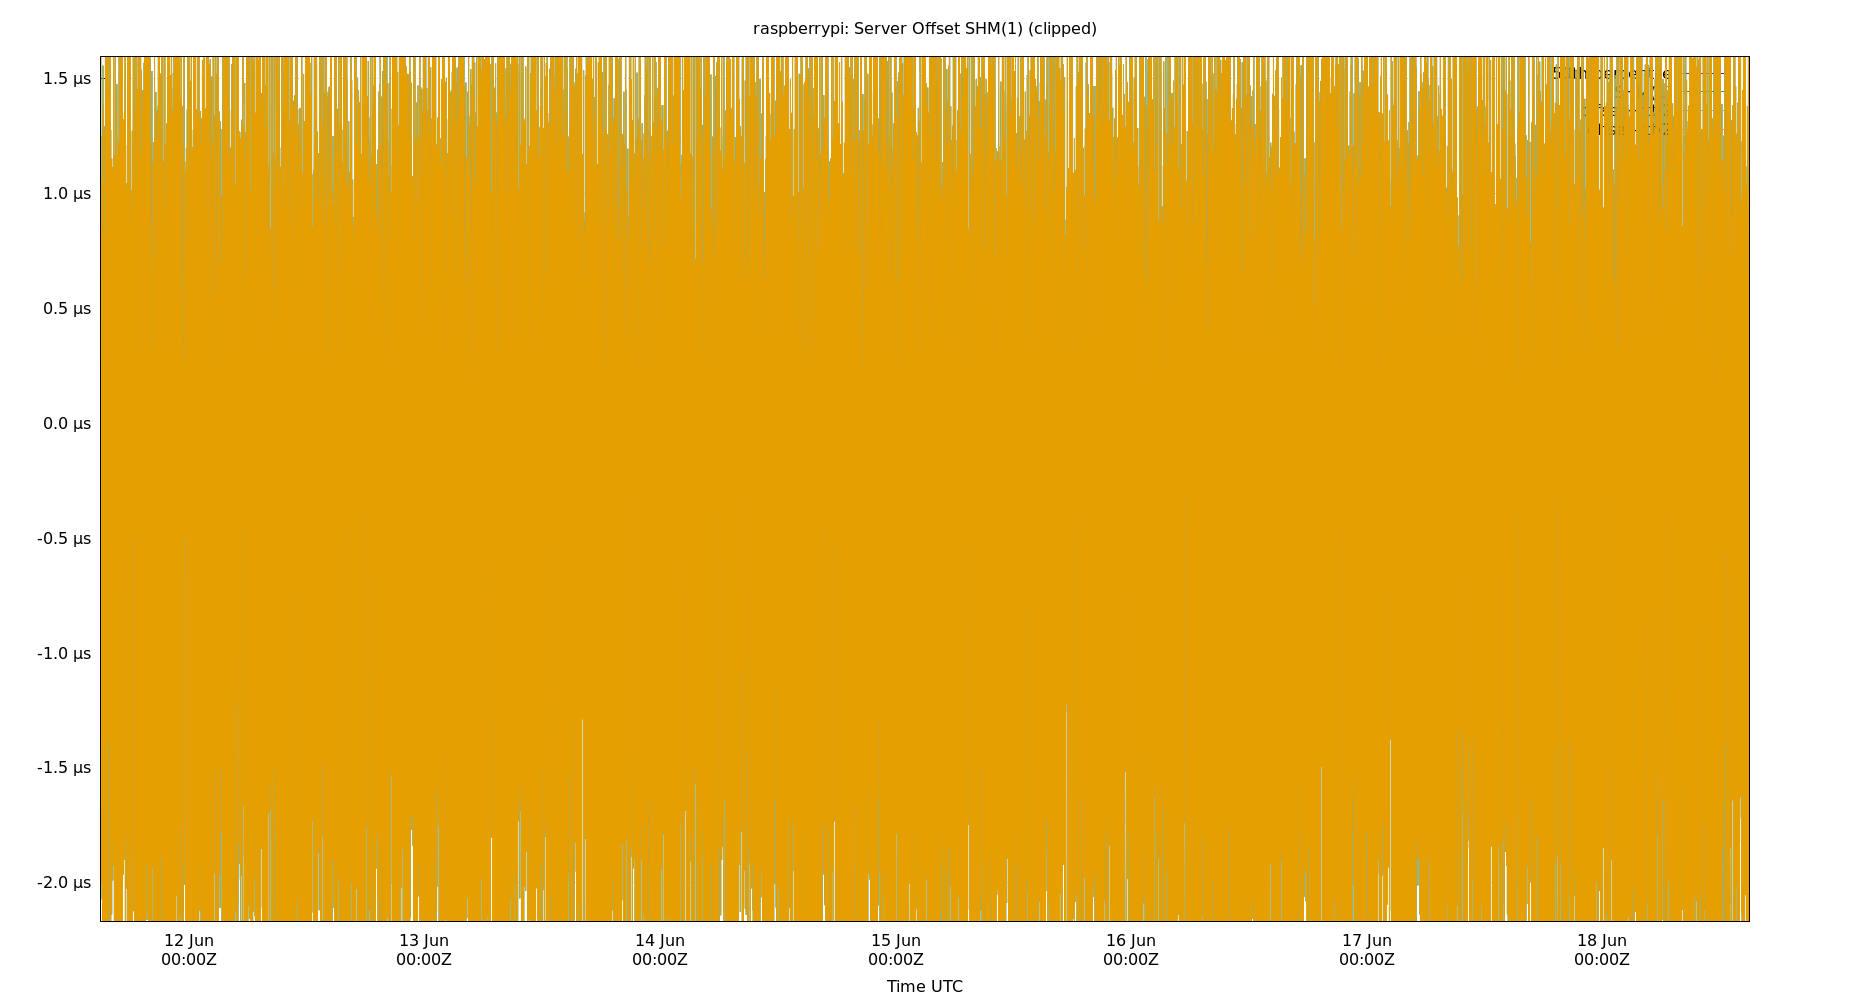 raspberrypi: Server Offset SHM(1) (clipped)
1.5 µs
1.0 µs
0.5 µs
0.0 µs
-0.5 µs
-1.0 µs
-1.5 µs
-2.0 µs
12 Jun 13 Jun 14 Jun 15 Jun 16 Jun 17 Jun 18 Jun
00:00Z 00:00Z 00:00Z 00:00Z 00:00Z 00:00Z 00:00Z
Time UTC